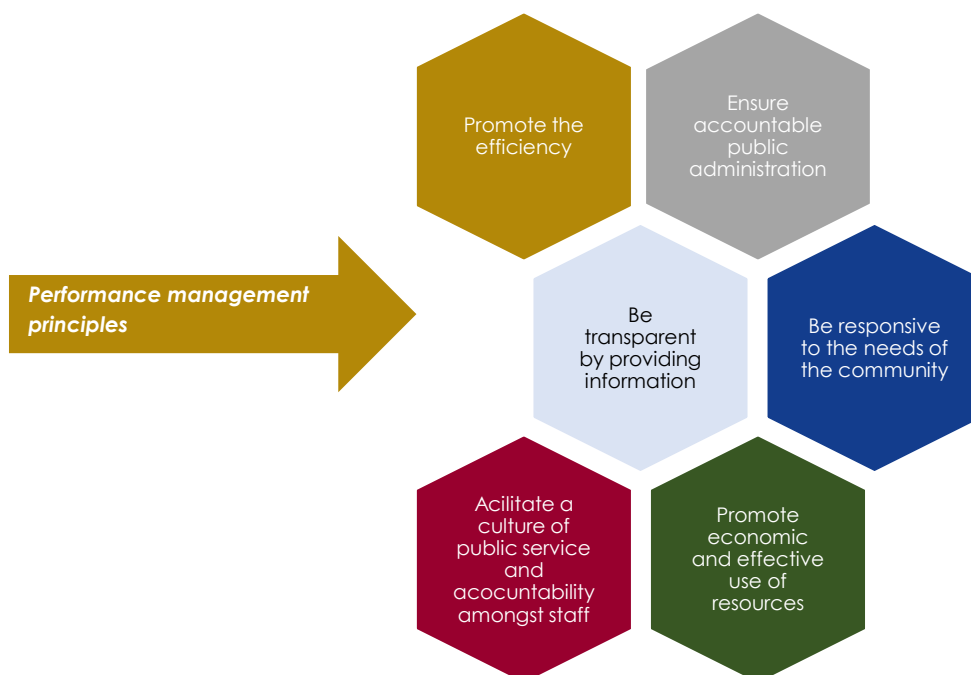 Promote the
efficiency
Ensure
accountable
public
administration
Performance management
principles
Be
transparent
by providing
information
Be responsive
to the needs of
the community
Acilitate a
culture of
public service
and
acocuntability
amongst staff
Promote
economic
and effective
use of
resources